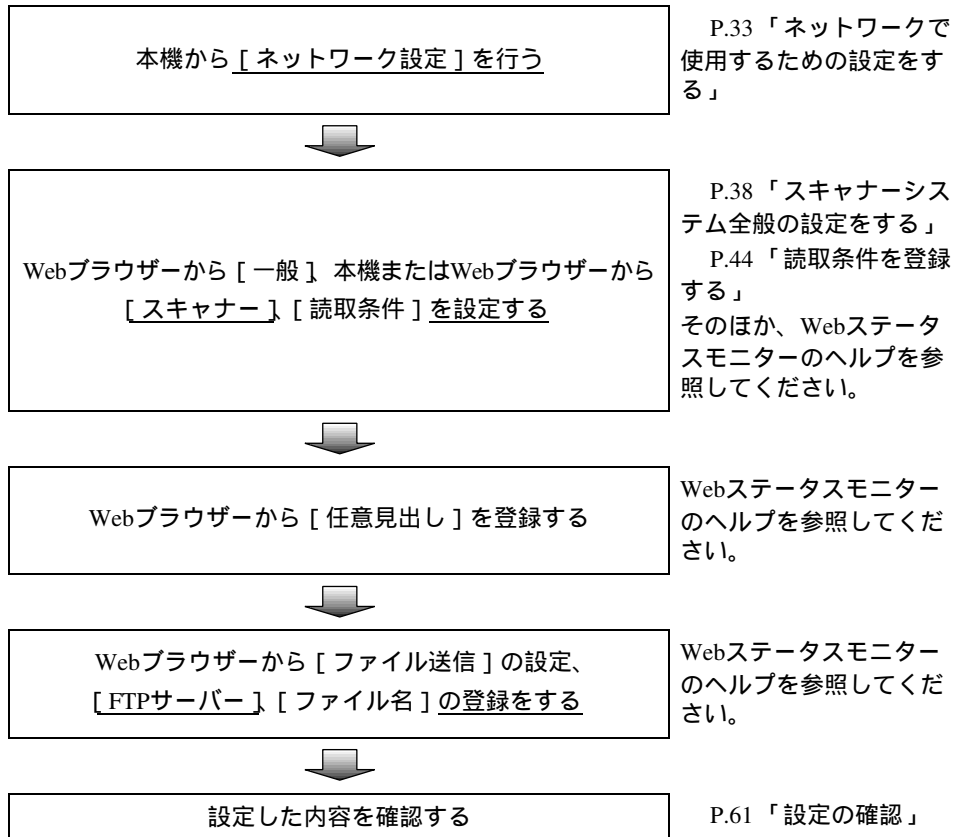 本機から［ネットワーク設定］を行う
P.33「ネットワークで
使用するための設定をす
る」
Webブラウザーから［一般］、本機またはWebブラウザーから
［スキャナー］、［読取条件］を設定する
P.38「スキャナーシス
テム全般の設定をする」
P.44「読取条件を登録
する」
そのほか、Webステータ
スモニターのヘルプを参
照してください。
Webブラウザーから［任意見出し］を登録する
Webステータスモニター
のヘルプを参照してくだ
さい。
Webブラウザーから［ファイル送信］の設定、
［FTPサーバー］、［ファイル名］の登録をする
Webステータスモニター
のヘルプを参照してくだ
さい。
設定した内容を確認する
P.61「設定の確認」